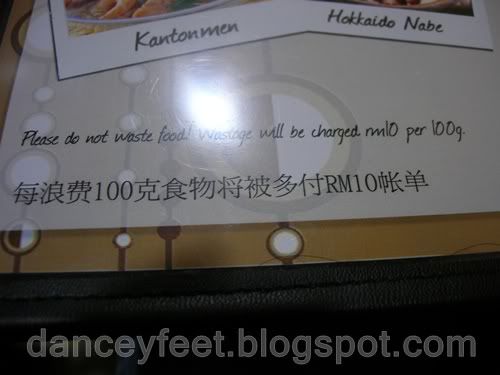 Kantonmen
Hokkaido Nabe
Please do not waste food! Wastage will be charged rm10 per 100g.
每浪费100克食物将被多付RM10帐单
danceyfeet.blogspot.com